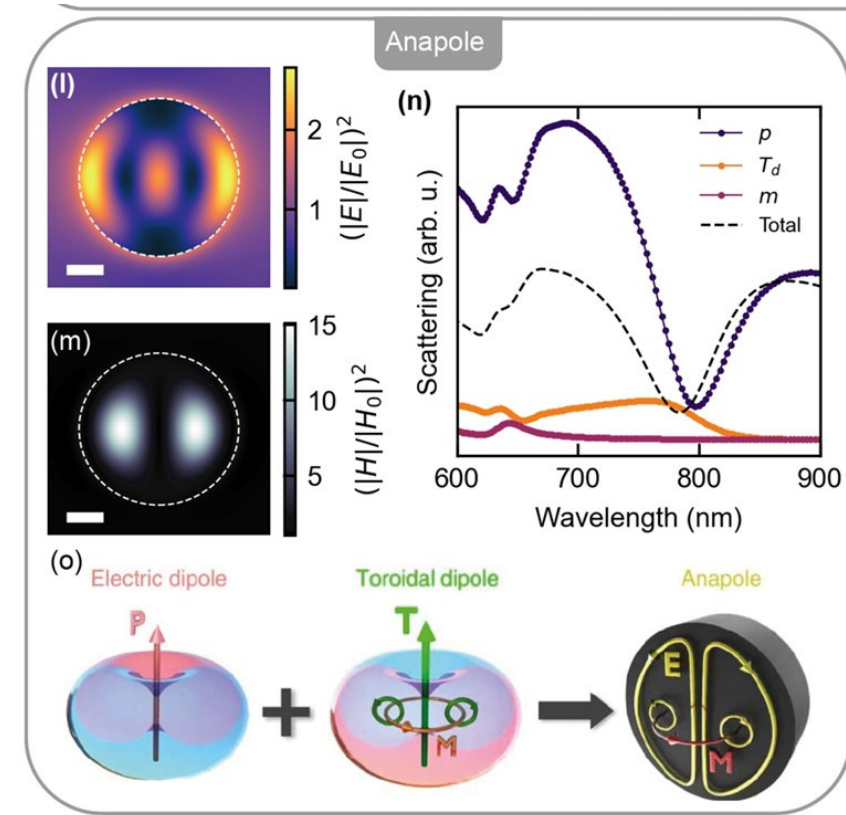 Anapole
(l)
2
1
(|E|/|E₀|)²
(m)
15
10
5
(|H|/|H₀|)²
(n)
Scattering (arb. u.)
p
T_d
m
Total
600
700
800
900
Wavelength (nm)
(o)
Electric dipole
Toroidal dipole
Anapole
P
T
M
E
M